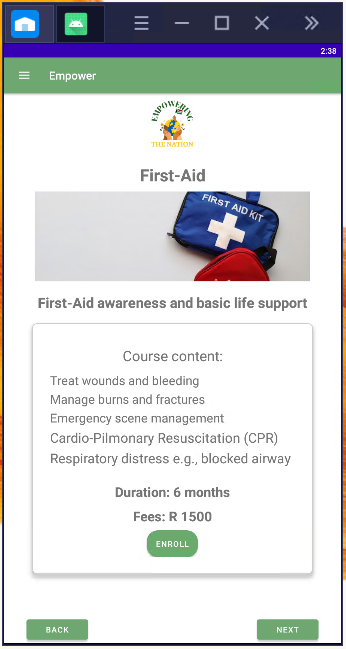 2:38
Empower
EMPOWERING
THE NATION
First-Aid
FIRST AID KIT
First-Aid awareness and basic life support
Course content:
Treat wounds and bleeding
Manage burns and fractures
Emergency scene management
Cardio-Pilmonary Resuscitation (CPR)
Respiratory distress e.g., blocked airway
Duration: 6 months
Fees: R 1500
ENROLL
BACK
NEXT